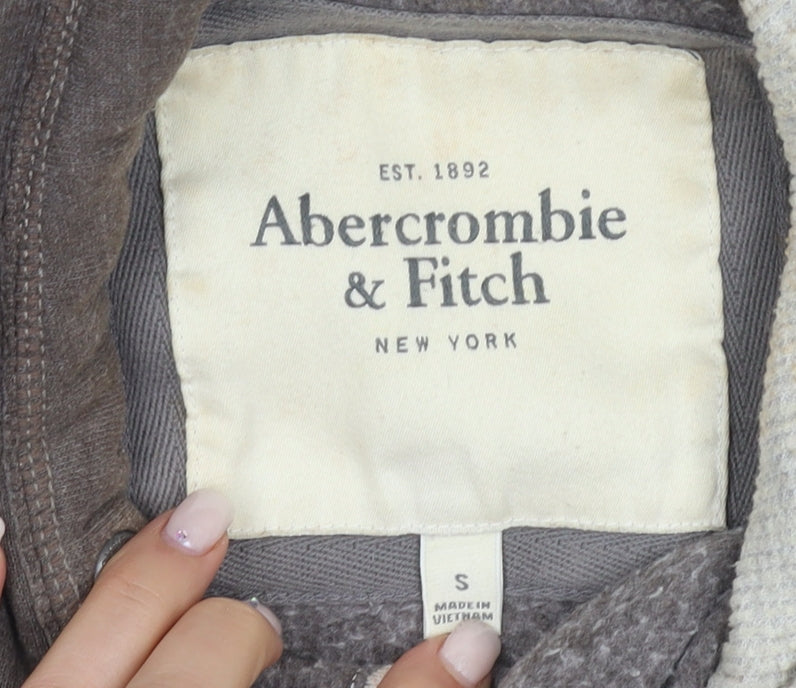 EST. 1892
Abercrombie
& Fitch
NEW YORK
S
MADE IN
VIETNAM